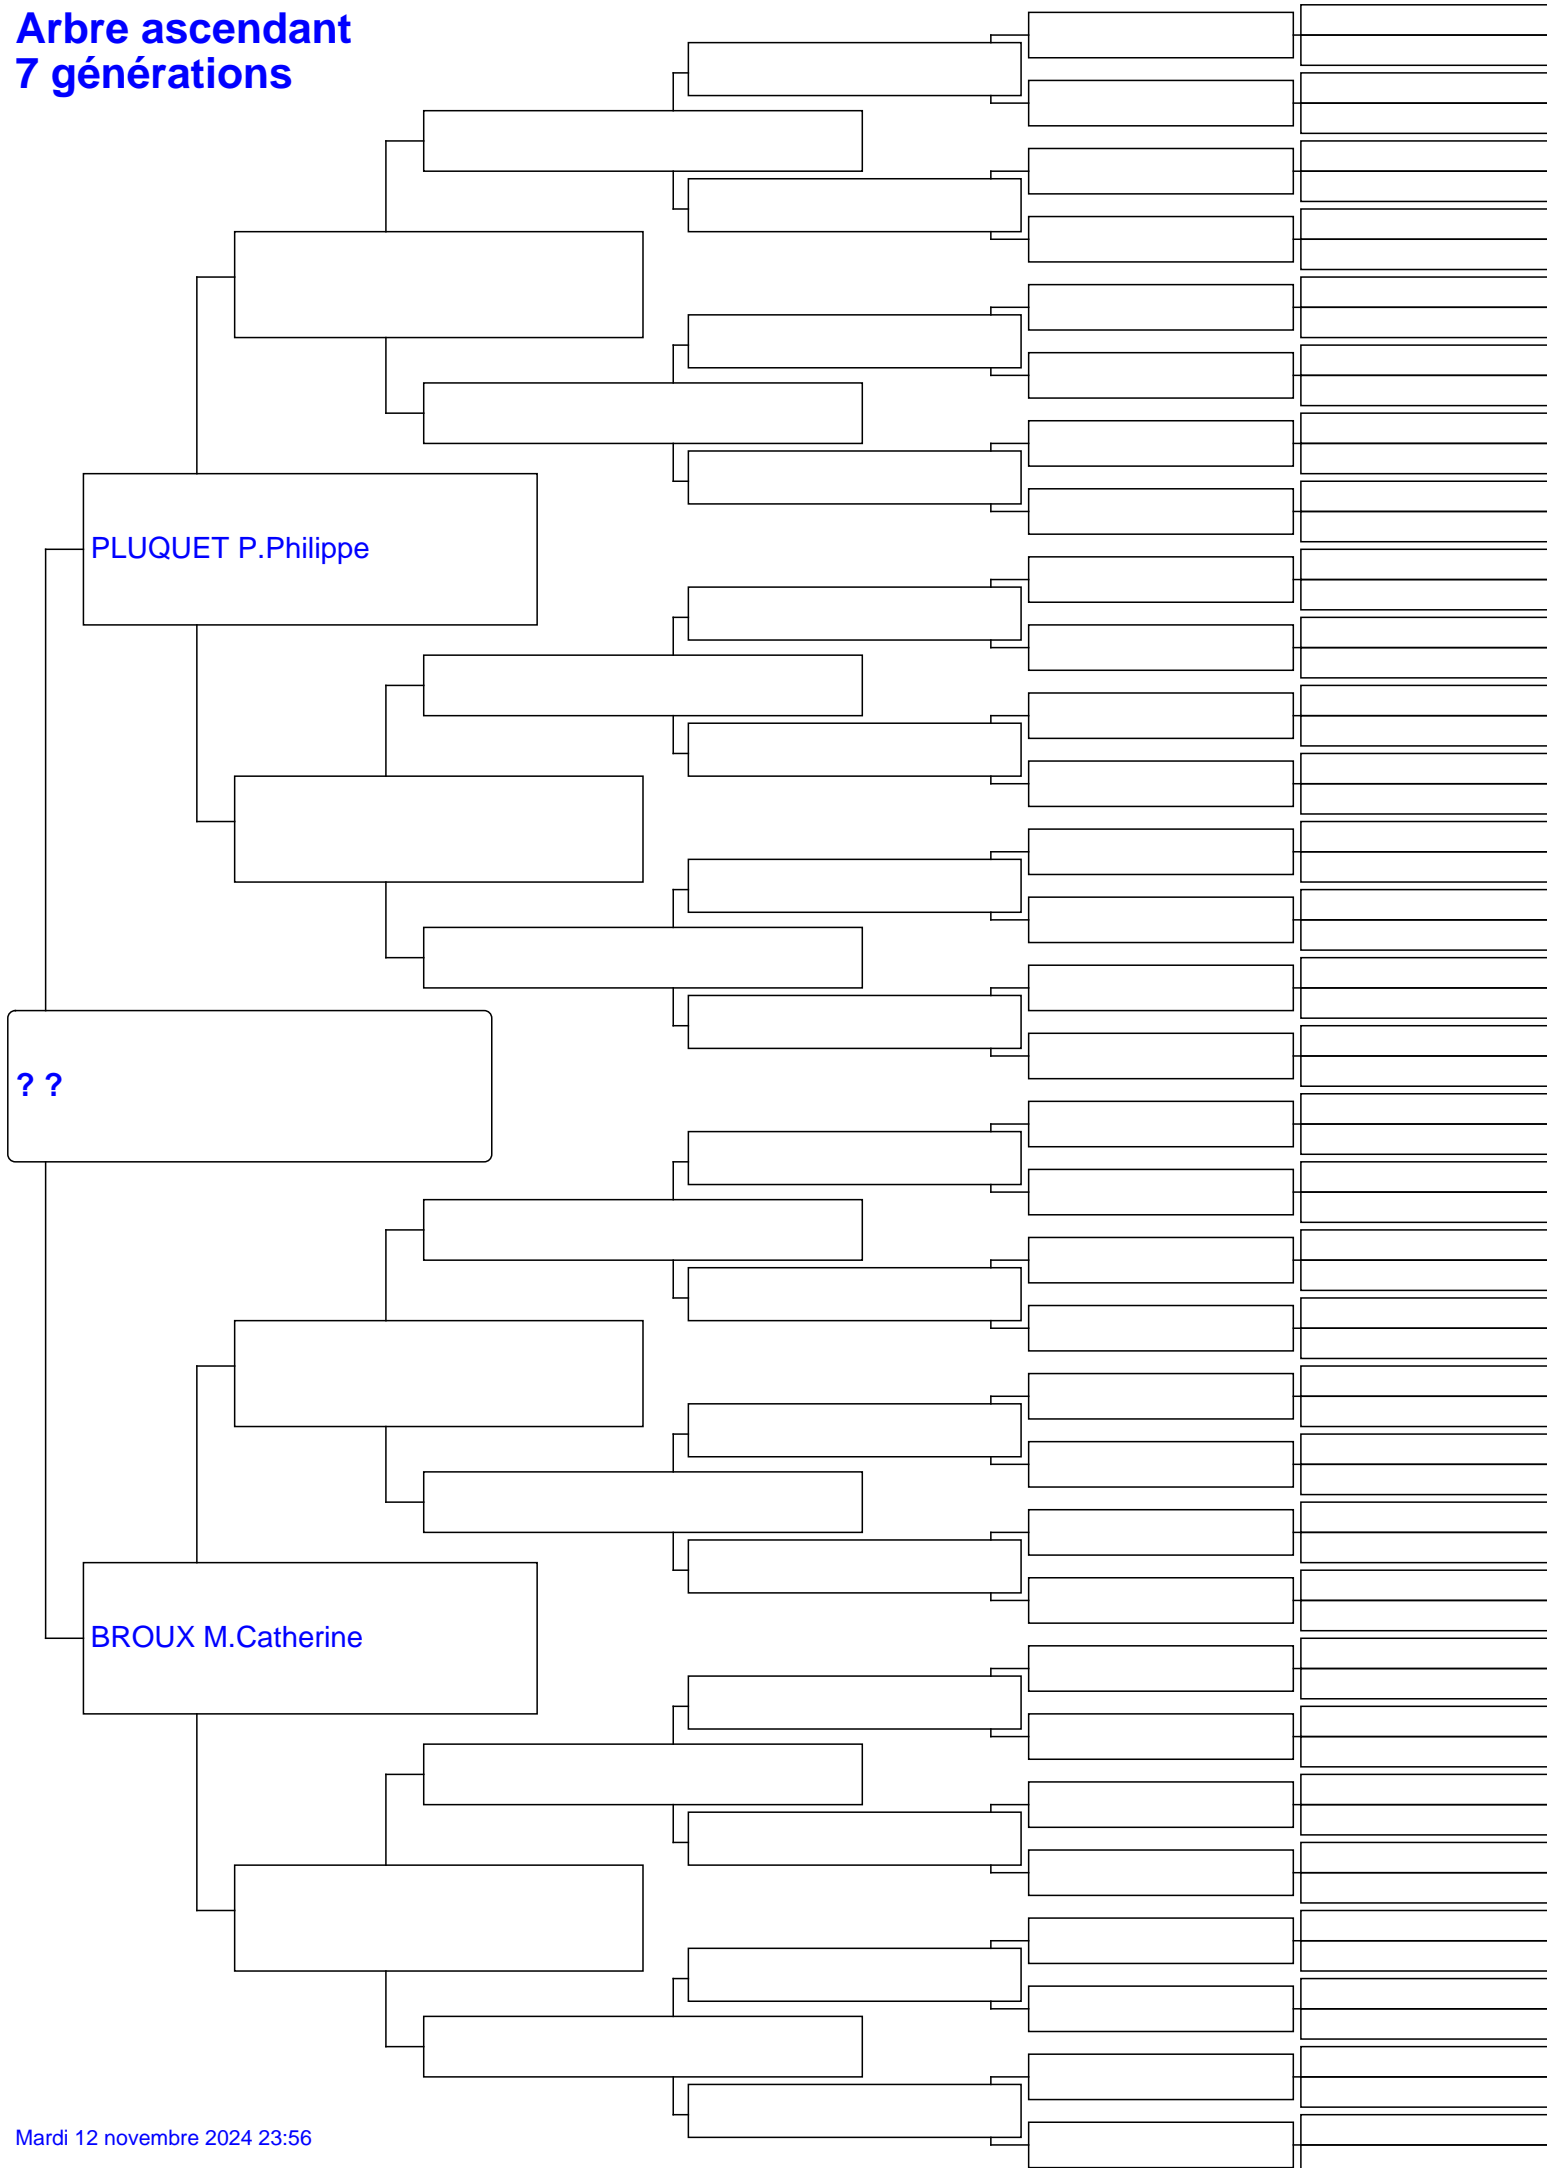 Arbre ascendant
7 générations
PLUQUET P.Philippe
? ?
BROUX M.Catherine
Mardi 12 novembre 2024 23:56